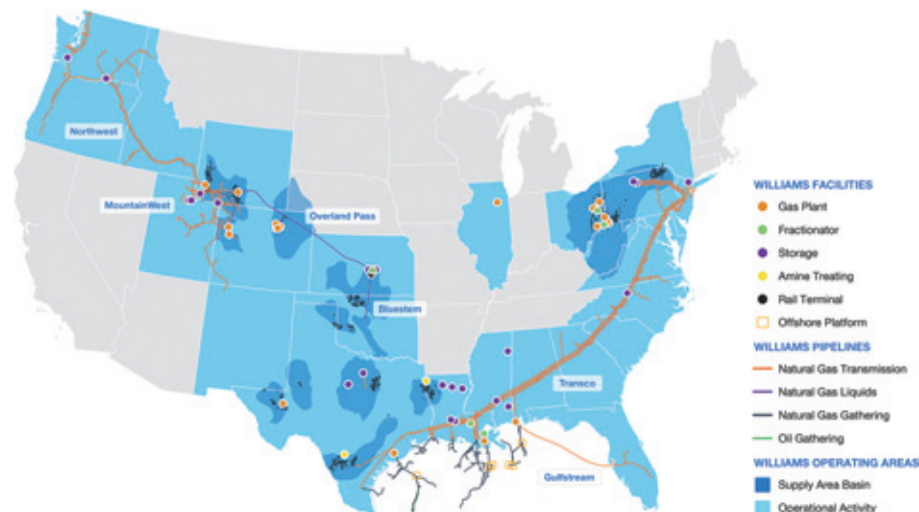 Northwest
MountainWest
Overland Pass
Bluestem
Transco
Gulfstream
WILLIAMS FACILITIES
Gas Plant
Fractionator
Storage
Amine Treating
Rail Terminal
Offshore Platform
WILLIAMS PIPELINES
Natural Gas Transmission
Natural Gas Liquids
Natural Gas Gathering
Oil Gathering
WILLIAMS OPERATING AREAS
Supply Area Basin
Operational Activity